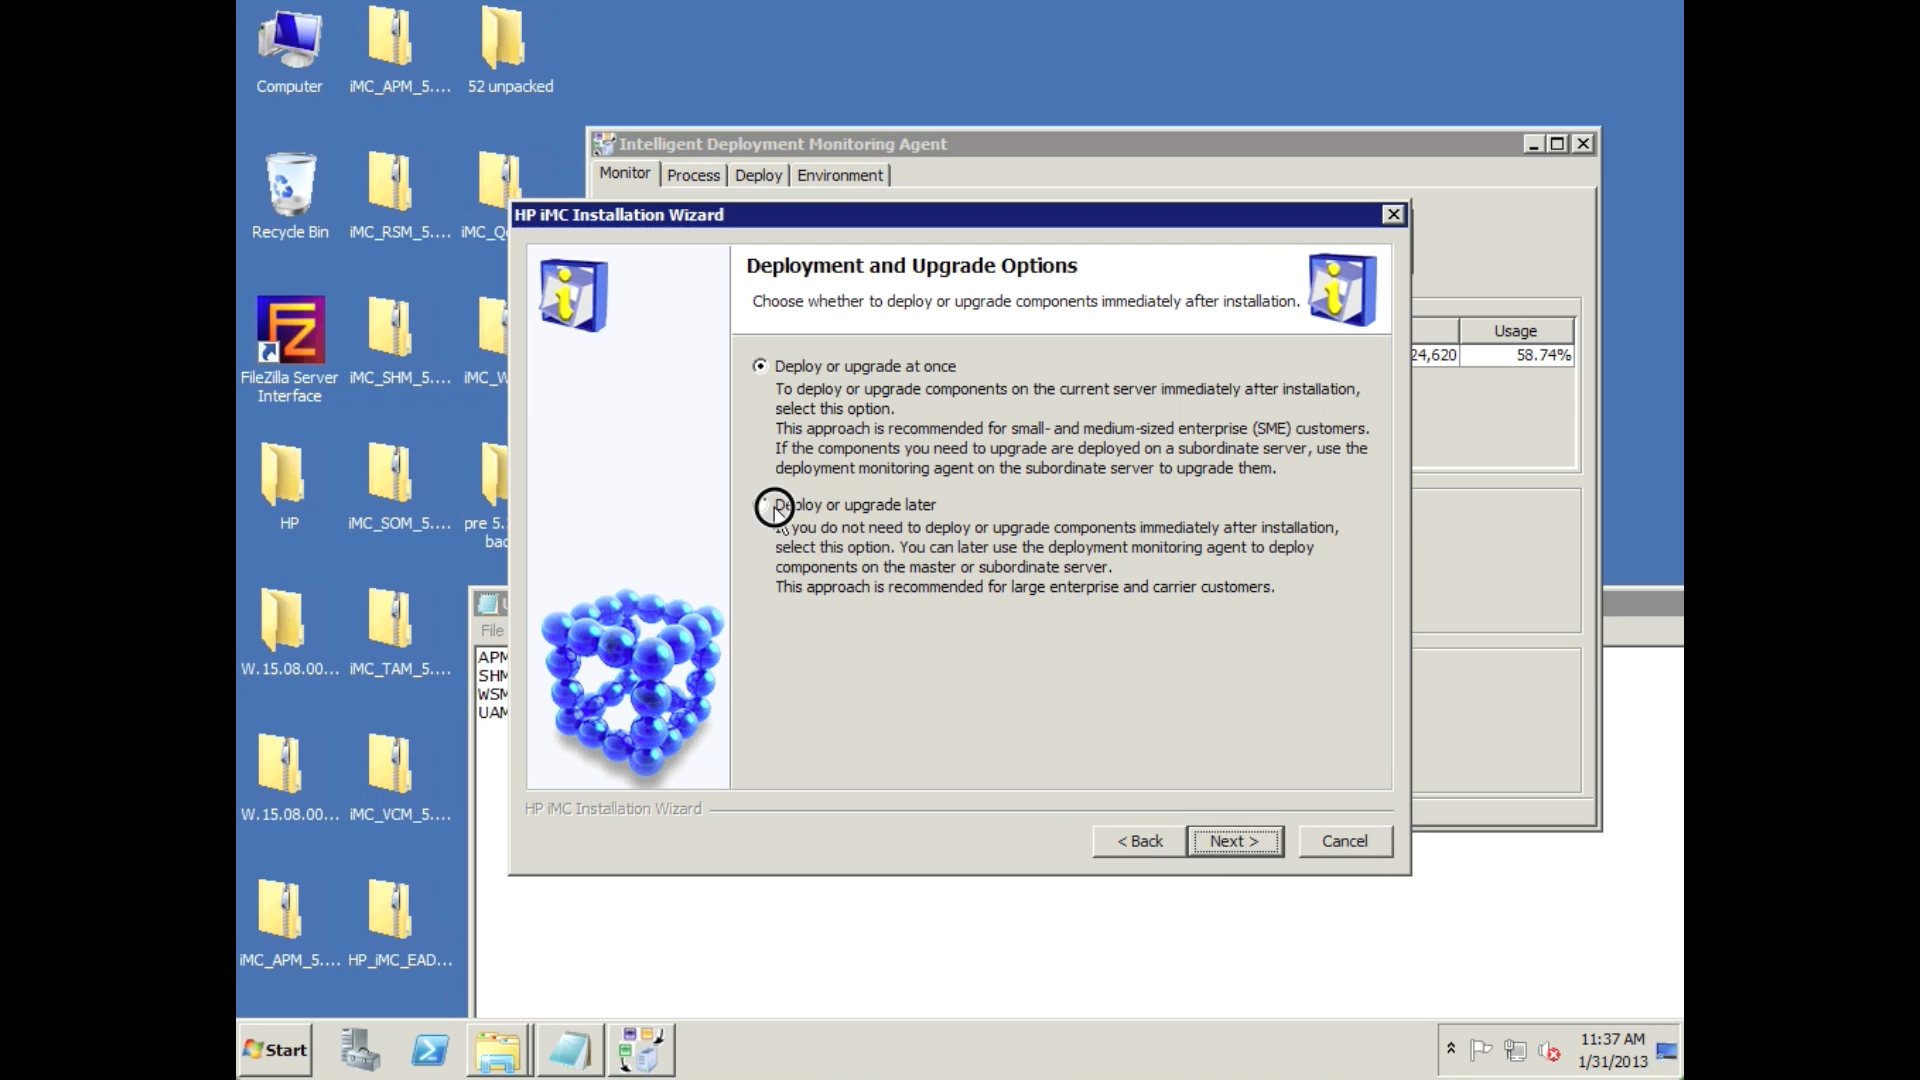 Computer
iMC_APM_5....
52 unpacked
Recycle Bin
iMC_RSM_5....
FileZilla Server
Interface
iMC_SHM_5....
HP
iMC_SOM_5....
pre 5..
W.15.08.00...
iMC_TAM_5....
W.15.08.00...
iMC_VCM_5....
iMC_APM_5....
HP_iMC_EAD...
Intelligent Deployment Monitoring Agent
Monitor
Process
Deploy
Environment
Usage
24,620
58.74%
HP iMC Installation Wizard
Deployment and Upgrade Options
Choose whether to deploy or upgrade components immediately after installation.
Deploy or upgrade at once
To deploy or upgrade components on the current server immediately after installation,
select this option.
This approach is recommended for small- and medium-sized enterprise (SME) customers.
If the components you need to upgrade are deployed on a subordinate server, use the
deployment monitoring agent on the subordinate server to upgrade them.
Deploy or upgrade later
If you do not need to deploy or upgrade components immediately after installation,
select this option. You can later use the deployment monitoring agent to deploy
components on the master or subordinate server.
This approach is recommended for large enterprise and carrier customers.
HP iMC Installation Wizard
< Back
Next >
Cancel
File
APM
SHM
WSM
UAM
Start
11:37 AM
1/31/2013